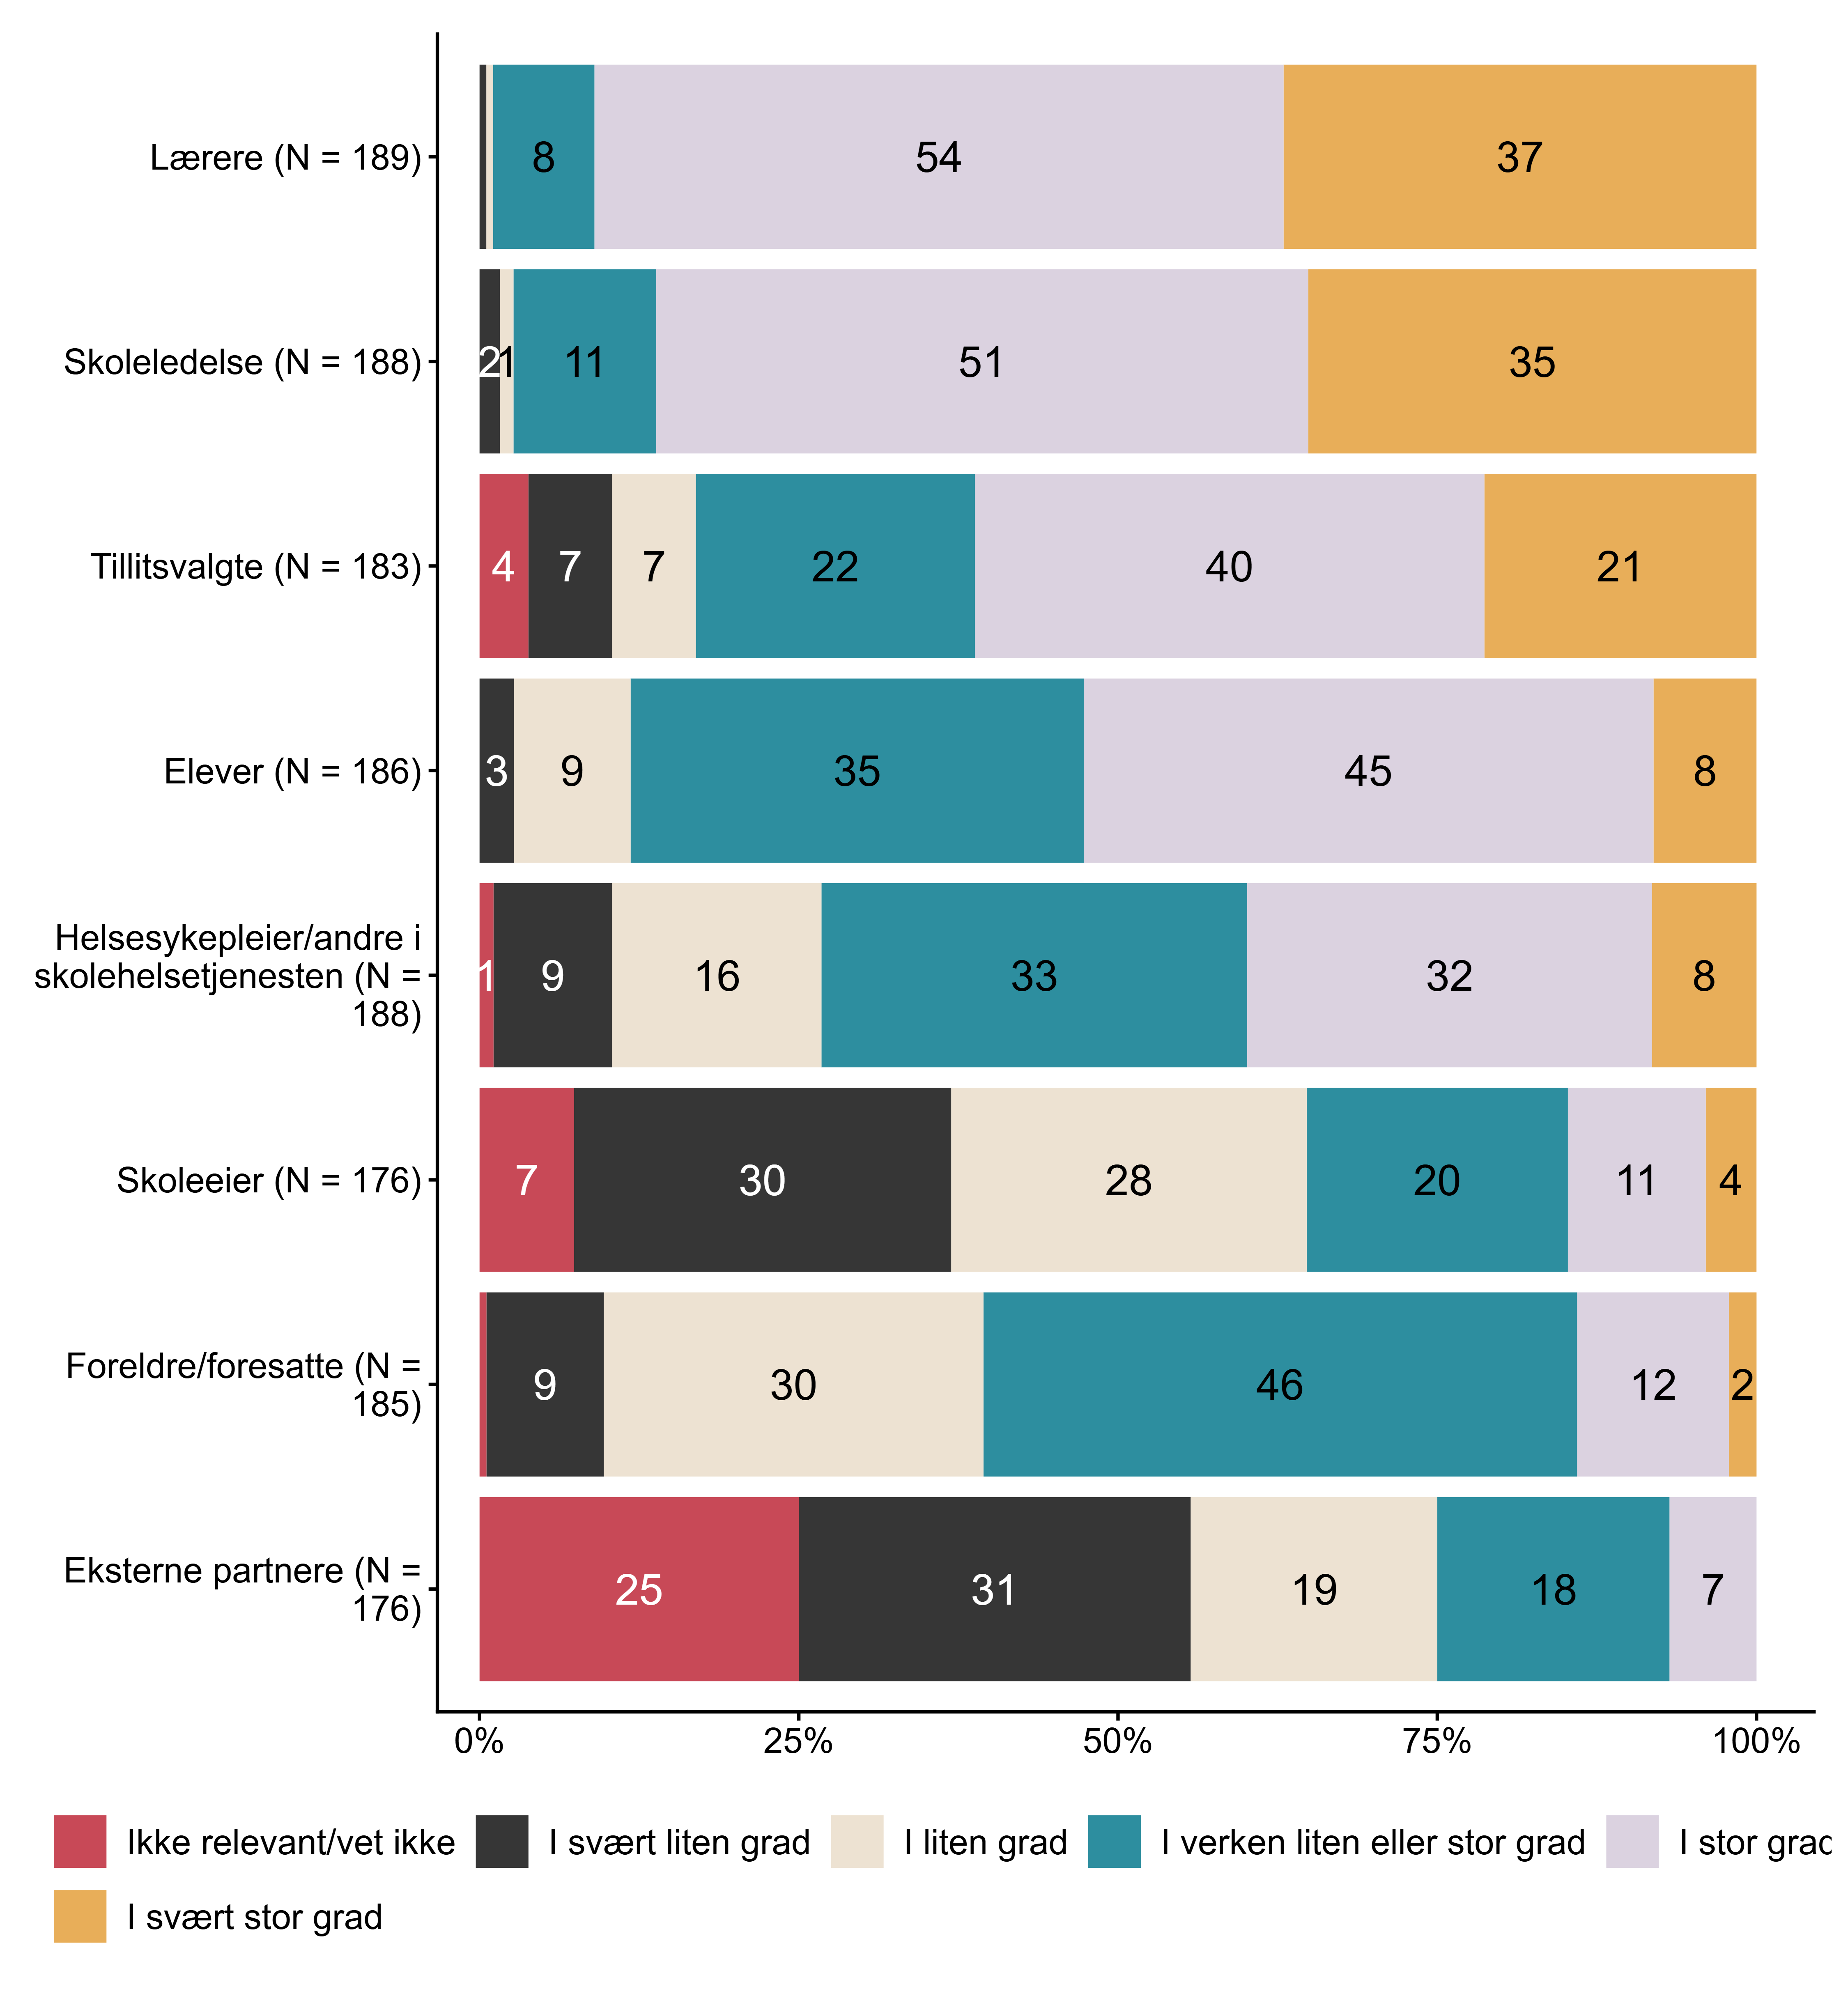 Lærere (N = 189)
8 54 37
Skoleledelse (N = 188)
2 1 11 51 35
Tillitsvalgte (N = 183)
4 7 7 22 40 21
Elever (N = 186)
3 9 35 45 8
Helsesykepleier/andre i
skolehelsetjenesten (N =
188)
1 9 16 33 32 8
Skoleeier (N = 176)
7 30 28 20 11 4
Foreldre/foresatte (N =
185)
9 30 46 12 2
Eksterne partnere (N =
176)
25 31 19 18 7
0% 25% 50% 75% 100%
Ikke relevant/vet ikke I svært liten grad I liten grad I verken liten eller stor grad I stor grad
I svært stor grad